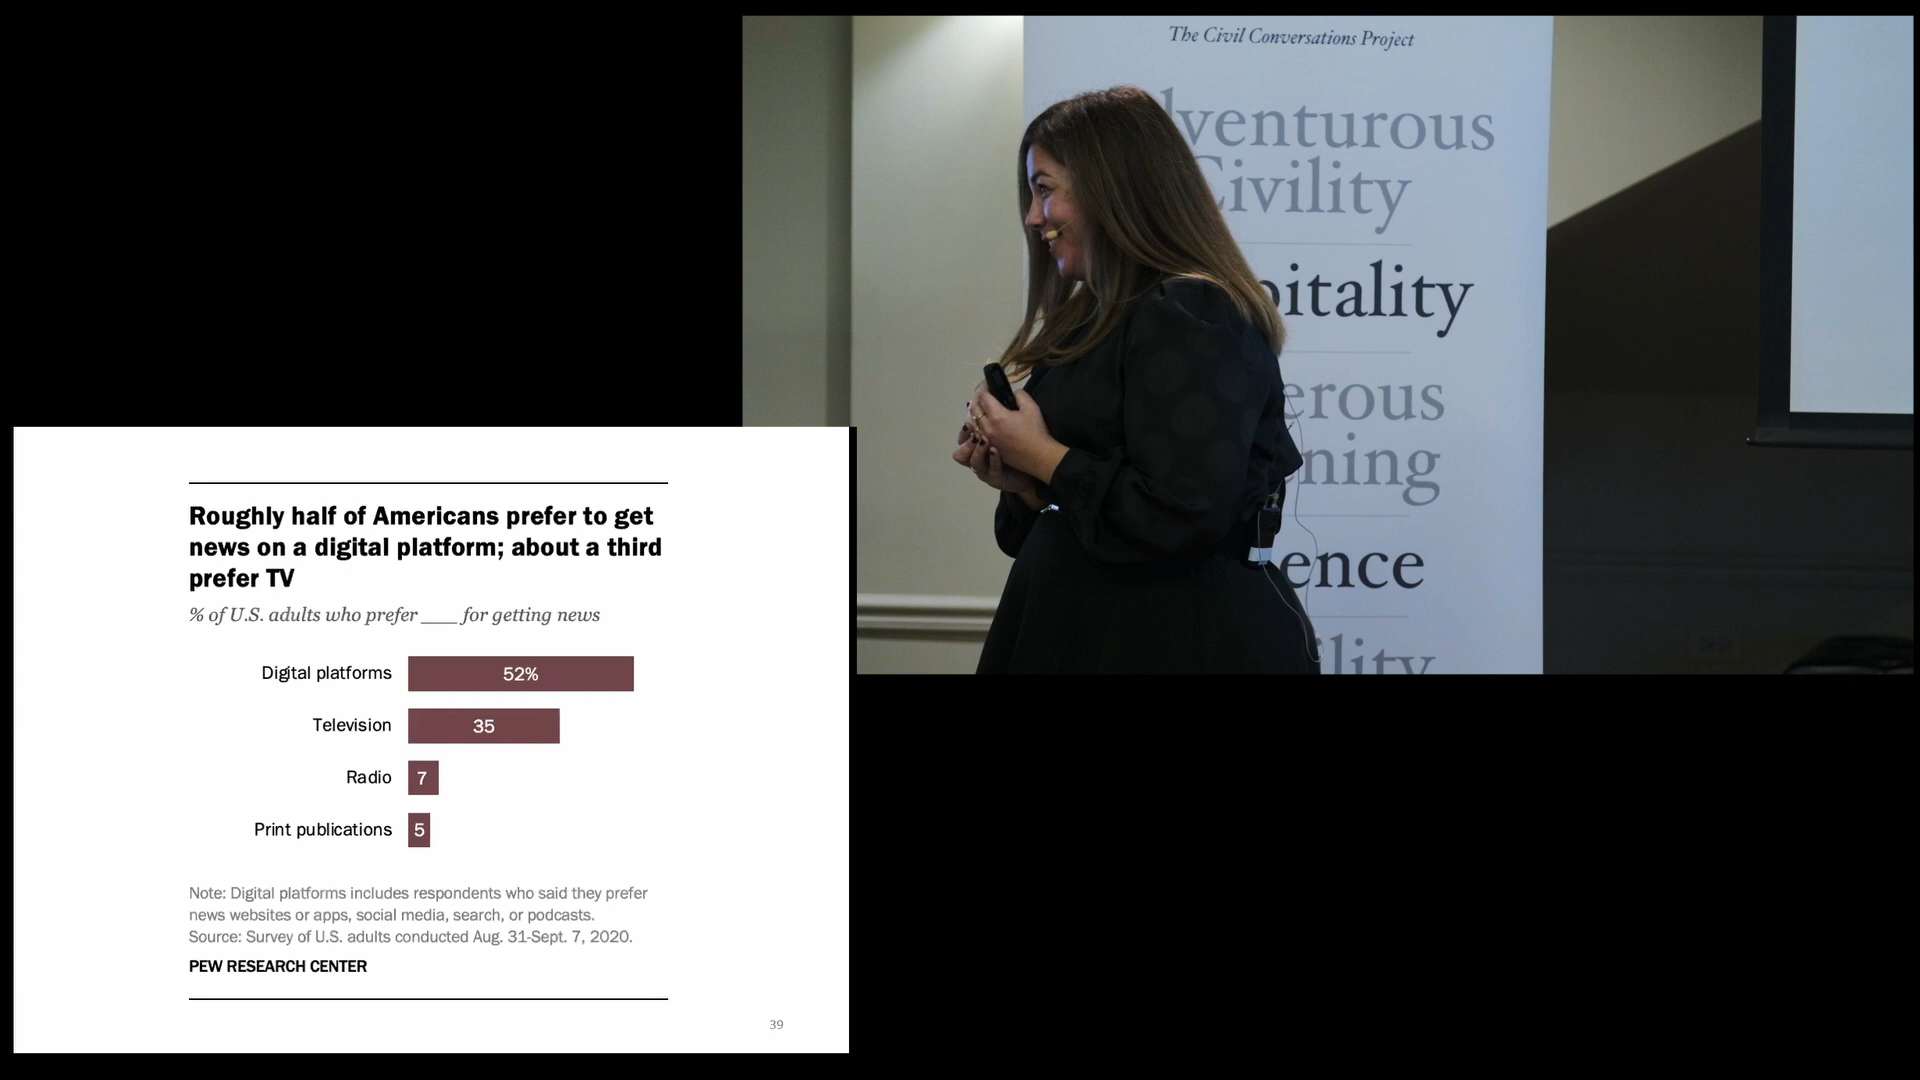 The Civil Conversations Project
Civility
Roughly half of Americans prefer to get
news on a digital platform; about a third
prefer TV
% of U.S. adults who prefer ___ for getting news
Digital platforms 52%
Television 35
Radio 7
Print publications 5
Note: Digital platforms includes respondents who said they prefer
news websites or apps, social media, search, or podcasts.
Source: Survey of U.S. adults conducted Aug. 31-Sept. 7, 2020.
PEW RESEARCH CENTER
39